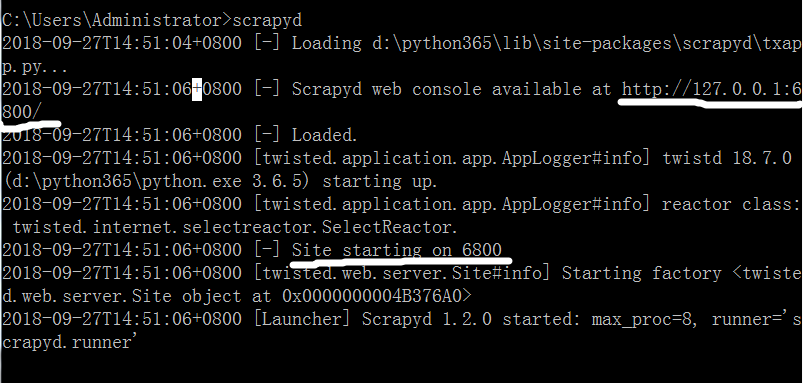 C:\Users\Administrator>scrapyd
2018-09-27T14:51:04+0800 [-] Loading d:\python365\lib\site-packages\scrapyd\txap
p.py...
2018-09-27T14:51:06+0800 [-] Scrapyd web console available at http://127.0.0.1:6
800/
2018-09-27T14:51:06+0800 [-] Loaded.
2018-09-27T14:51:06+0800 [twisted.application.app.AppLogger#info] twistd 18.7.0
(d:\python365\python.exe 3.6.5) starting up.
2018-09-27T14:51:06+0800 [twisted.application.app.AppLogger#info] reactor class:
 twisted.internet.selectreactor.SelectReactor.
2018-09-27T14:51:06+0800 [-] Site starting on 6800
2018-09-27T14:51:06+0800 [twisted.web.server.Site#info] Starting factory <twiste
d.web.server.Site object at 0x0000000004B376A0>
2018-09-27T14:51:06+0800 [Launcher] Scrapyd 1.2.0 started: max_proc=8, runner='s
crapyd.runner'